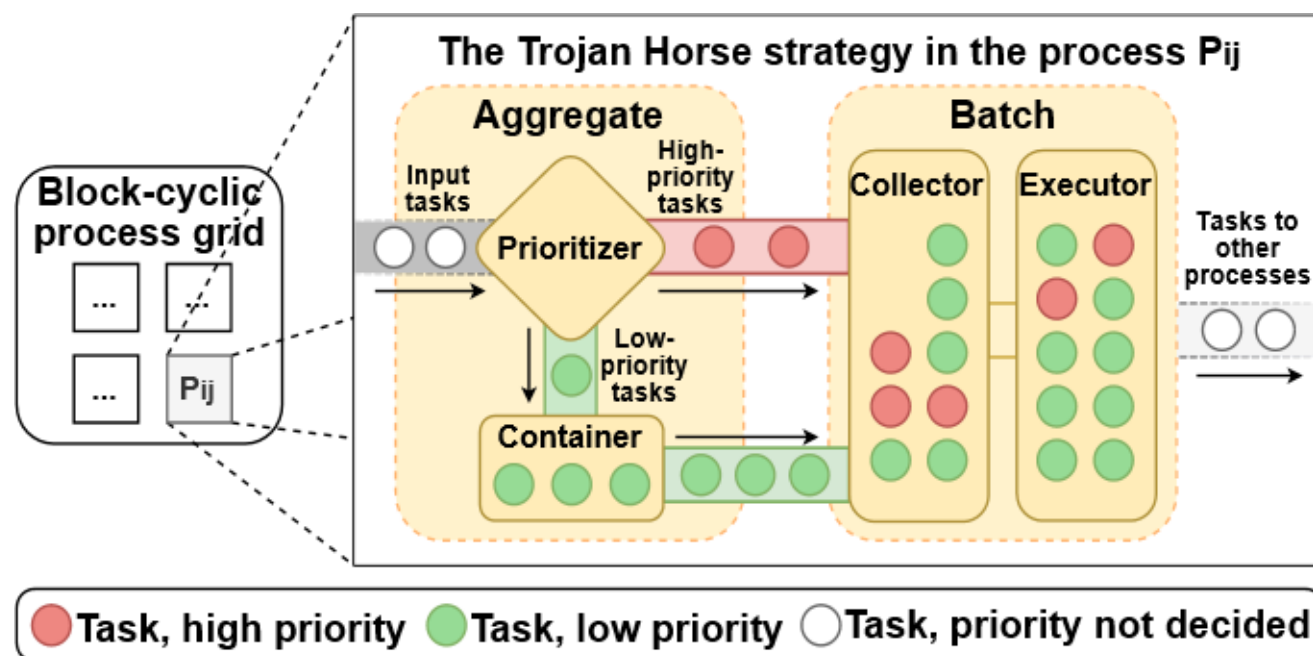 The Trojan Horse strategy in the process Pij
Block-cyclic
process grid
...
...
...
Pij
Aggregate
Input
tasks
Prioritizer
High-
priority
tasks
Low-
priority
tasks
Container
Batch
Collector
Executor
Tasks to
other
processes
Task, high priority
Task, low priority
Task, priority not decided